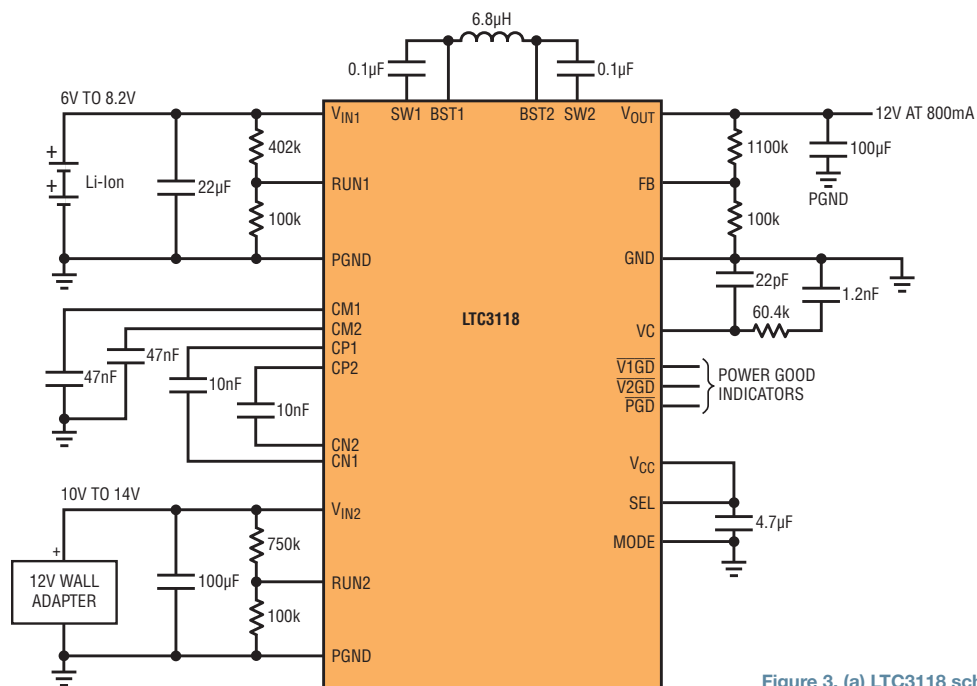 6.8µH
0.1µF
0.1µF
6V TO 8.2V
VIN1
SW1
BST1
BST2
SW2
VOUT
12V AT 800mA
+
+
Li-Ion
22µF
402k
RUN1
100k
PGND
1100k
FB
100k
100µF
PGND
GND
22pF
1.2nF
60.4k
VC
LTC3118
CM1
CM2
CP1
CP2
47nF
47nF
10nF
10nF
CN2
CN1
V1GD
V2GD
PGD
POWER GOOD
INDICATORS
VCC
SEL
MODE
4.7µF
10V TO 14V
VIN2
+
12V WALL
ADAPTER
100µF
750k
RUN2
100k
PGND
Figure 3. (a) LTC3118 sch